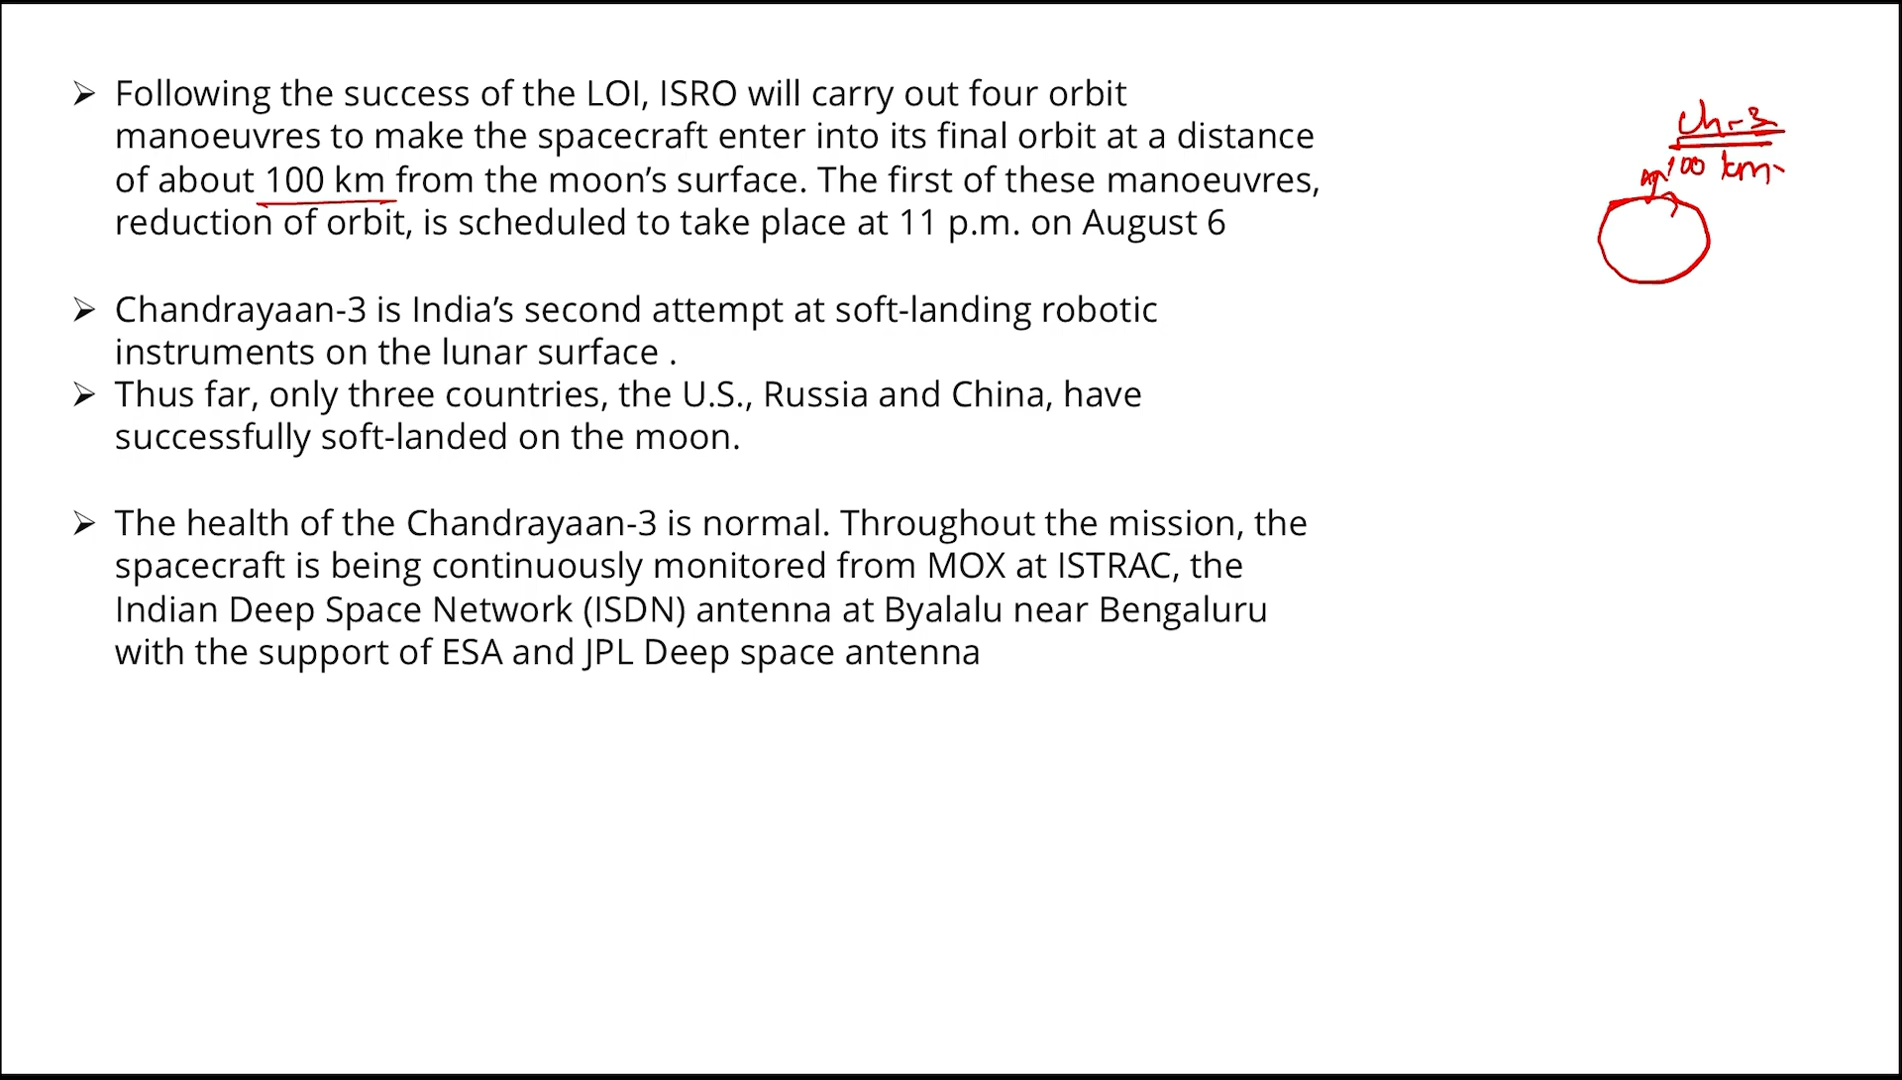 Following the success of the LOI, ISRO will carry out four orbit
manoeuvres to make the spacecraft enter into its final orbit at a distance
of about 100 km from the moon’s surface. The first of these manoeuvres,
reduction of orbit, is scheduled to take place at 11 p.m. on August 6
Ch-3
100 km
Chandrayaan-3 is India’s second attempt at soft-landing robotic
instruments on the lunar surface .
Thus far, only three countries, the U.S., Russia and China, have
successfully soft-landed on the moon.
The health of the Chandrayaan-3 is normal. Throughout the mission, the
spacecraft is being continuously monitored from MOX at ISTRAC, the
Indian Deep Space Network (ISDN) antenna at Byalalu near Bengaluru
with the support of ESA and JPL Deep space antenna